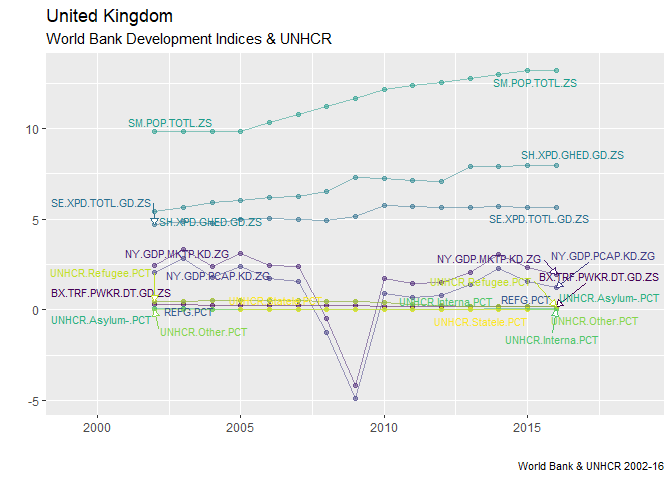 United Kingdom
World Bank Development Indices & UNHCR
SM.POP.TOTL.ZS
10
SM.POP.TOTL.ZS
SH.XPD.GHED.GD.ZS
SE.XPD.TOTL.GD.ZS
5
SH.XPD.GHED.GD.ZS
SE.XPD.TOTL.GD.ZS
NY.GDP.MKTP.KD.ZG
NY.GDP.MKTP.KD.ZG
NY.GDP.PCAP.KD.ZG
UNHCR.Refugee.PCT
NY.GDP.PCAP.KD.ZG
UNHCR.Refugee.PCT
BX.TRF.PWKR.DT.GD.ZS
BX.TRF.PWKR.DT.GD.ZS
UNHCR.Statele.PCT
UNHCR.Interna.PCT
REFG.PCT
UNHCR.Asylum-.PCT
0
REFG.PCT
UNHCR.Asylum-.PCT
UNHCR.Statele PCT
UNHCR.Other.PCT
UNHCR.Other.PCT
UNHCR.Interna.PCT
-5
2000
2005
2010
2015
World Bank & UNHCR 2002-16